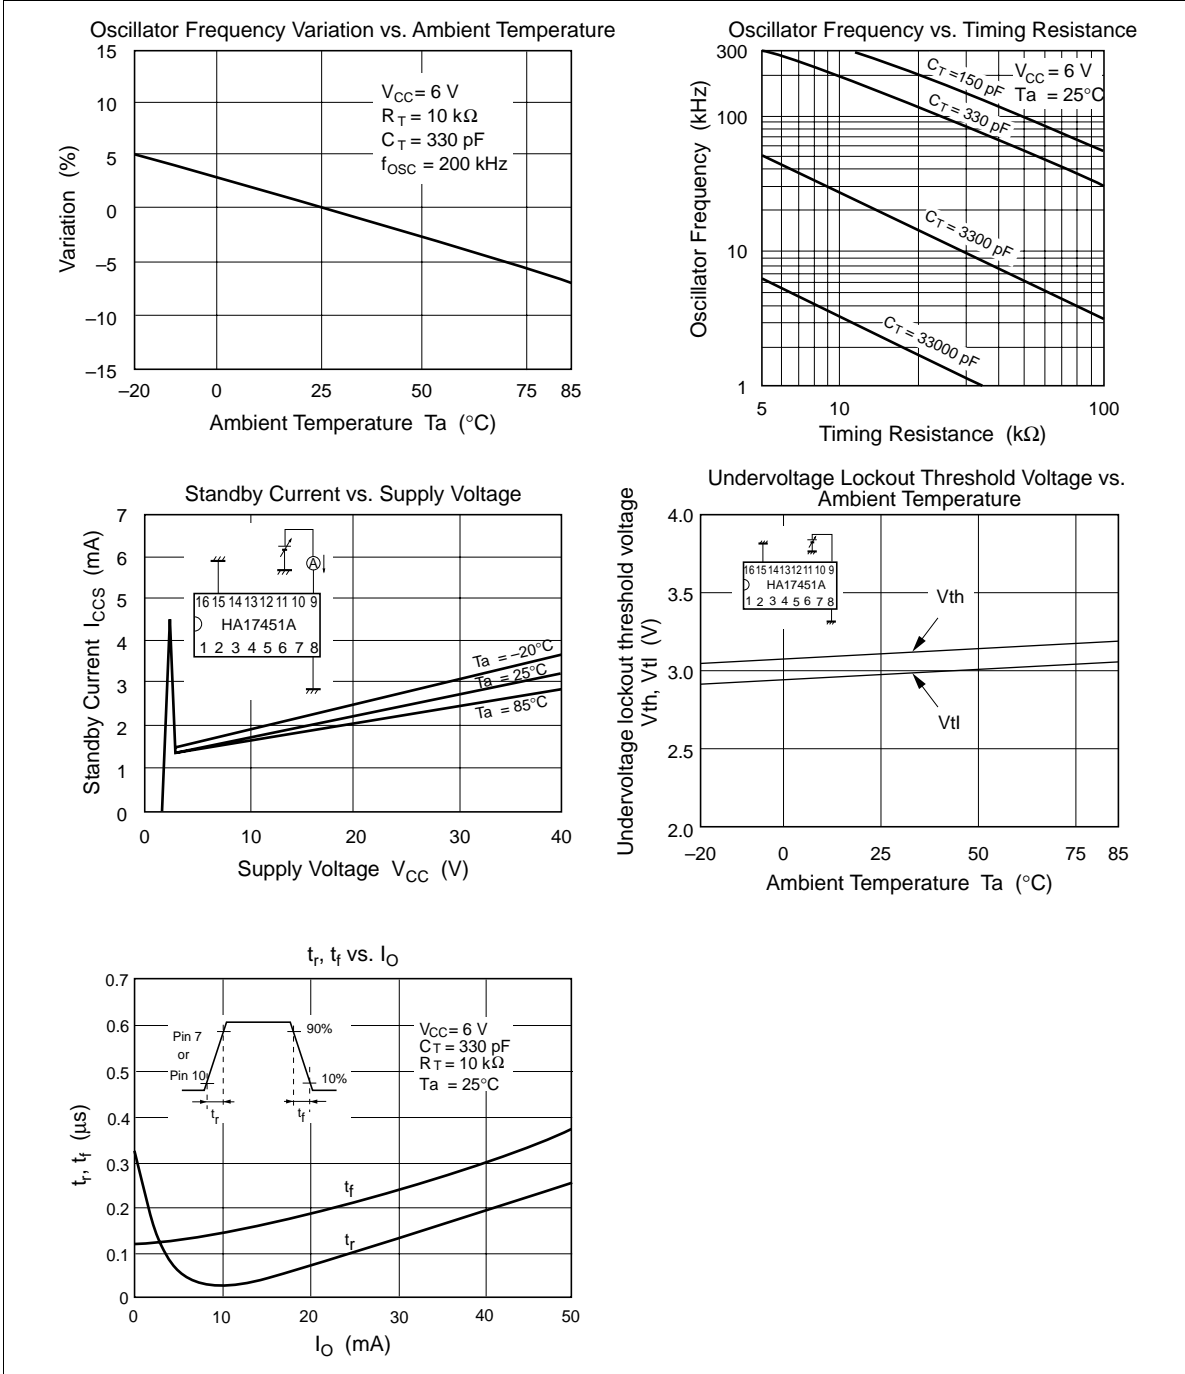 Oscillator Frequency Variation vs. Ambient Temperature
15
10
5
0
–5
–10
–15
Variation (%)
VCC = 6 V
RT = 10 kΩ
CT = 330 pF
fOSC = 200 kHz
–20 0 25 50 75 85
Ambient Temperature Ta (°C)
Oscillator Frequency vs. Timing Resistance
300
100
10
1
Oscillator Frequency (kHz)
CT = 150 pF
VCC = 6 V
Ta = 25°C
CT = 330 pF
CT = 3300 pF
CT = 33000 pF
5 10 100
Timing Resistance (kΩ)
Standby Current vs. Supply Voltage
7
6
5
4
3
2
1
0
Standby Current ICCS (mA)
A
16 15 14 13 12 11 10 9
HA17451A
1 2 3 4 5 6 7 8
Ta = –20°C
Ta = 25°C
Ta = 85°C
0 10 20 30 40
Supply Voltage VCC (V)
Undervoltage Lockout Threshold Voltage vs.
Ambient Temperature
4.0
3.5
3.0
2.5
2.0
Undervoltage lockout threshold voltage
Vth, Vtl (V)
16 15 14 13 12 11 10 9
HA17451A
1 2 3 4 5 6 7 8
Vth
Vtl
–20 0 25 50 75 85
Ambient Temperature Ta (°C)
tr, tf vs. IO
0.7
0.6
0.5
0.4
0.3
0.2
0.1
0
tr, tf (µs)
Pin 7
or
Pin 10
90%
10%
tr
tf
VCC = 6 V
CT = 330 pF
RT = 10 kΩ
Ta = 25°C
tf
tr
0 10 20 30 40 50
IO (mA)